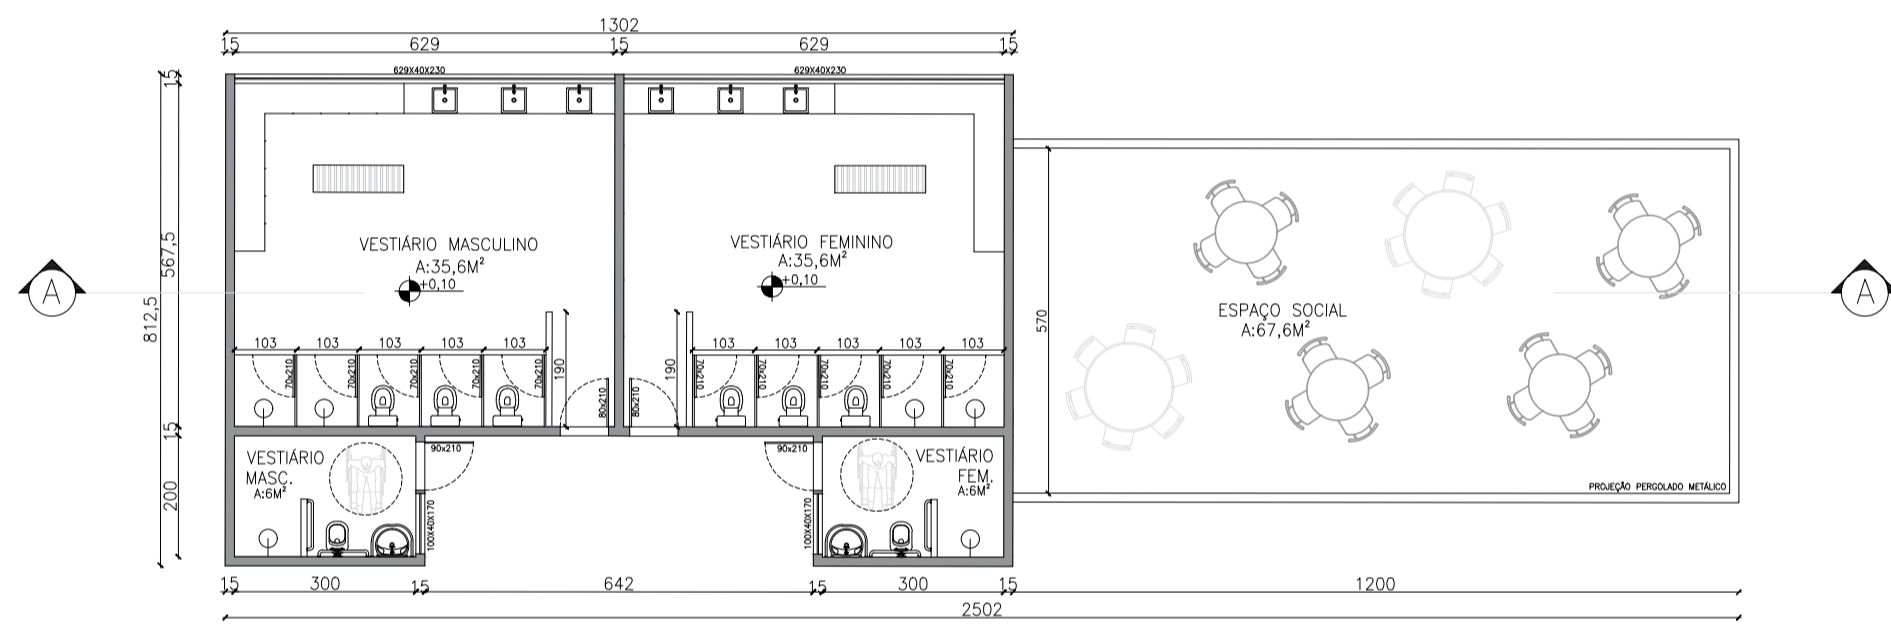 1302
15 629 15 629 15
629X40X230 629X40X230
15
567,5
812,5
15
200
VESTIÁRIO MASCULINO
A:35,6M²
+0,10
VESTIÁRIO FEMININO
A:35,6M²
+0,10
A
A
570
ESPAÇO SOCIAL
A:67,6M²
103 103 103 103 103
103 103 103 103 103
70x210 70x210 70x210 70x210 70x210
190
80x210
80x210
190
70x210 70x210 70x210 70x210 70x210
VESTIÁRIO
MASC.
A:6M²
90x210
100X40X170
90x210
100X40X170
VESTIÁRIO
FEM.
A:6M²
PROJEÇÃO PERGOLADO METÁLICO
15 300 15 642 15 300 15 1200
2502